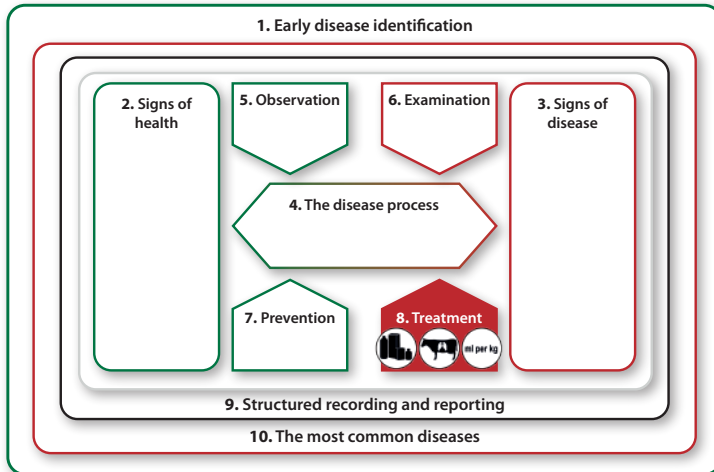 1. Early disease identification
2. Signs of
health
5. Observation
6. Examination
3. Signs of
disease
4. The disease process
7. Prevention
8. Treatment
ml per kg
9. Structured recording and reporting
10. The most common diseases